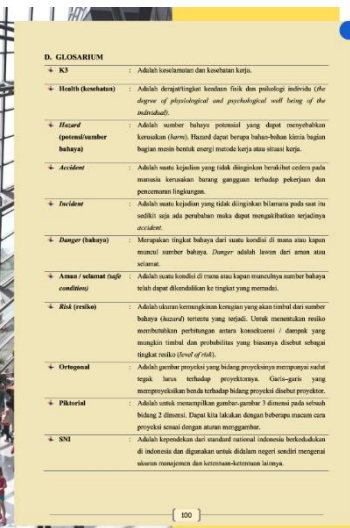 D. GLOSARIUM
K3 : Adalah keselamatan dan kesehatan kerja.
Health (kesehatan) : Adalah derajat/tingkat keadaan fisik dan psikologi individu (the
degree of physiological and psychological well being of the
individual).
Hazard : Adalah sumber bahaya potensial yang dapat menyebabkan
(potensi/sumber kerusakan (harm). Hazard dapat berupa bahan-bahan kimia bagian
bahaya) bagian mesin bentuk energi metode kerja atau situasi kerja.
Accident : Adalah suatu kejadian yang tidak diinginkan berakibat cedera pada
manusia kerusakan barang gangguan terhadap pekerjaan dan
pencemaran lingkungan.
Incident : Adalah suatu kejadian yang tidak diinginkan bilamana pada saat itu
sedikit saja ada perubahan maka dapat mengakibatkan terjadinya
accident.
Danger (bahaya) : Merupakan tingkat bahaya dari suatu kondisi di mana atau kapan
muncul sumber bahaya. Danger adalah lawan dari aman atau
selamat.
Aman / selamat (safe : Adalah suatu kondisi di mana atau kapan munculnya sumber bahaya
condition) telah dapat dikendalikan ke tingkat yang memadai.
Risk (resiko) : Adalah ukuran kemungkinan kerugian yang akan timbul dari sumber
bahaya (hazard) tertentu yang terjadi. Untuk menentukan resiko
membutuhkan perhitungan antara konsekuensi / dampak yang
mungkin timbul dan probabilitas yang biasanya disebut sebagai
tingkat resiko (level of risk).
Ortogonal : Adalah gambar proyeksi yang bidang proyeksinya mempunyai sudut
tegak lurus terhadap proyektornya. Garis-garis yang
memproyeksikan benda terhadap bidang proyeksi disebut proyektor.
Piktorial : Adalah untuk menampilkan gambar-gambar 3 dimensi pada sebuah
bidang 2 dimensi. Dapat kita lakukan dengan beberapa macam cara
proyeksi sesuai dengan aturan menggambar.
SNI : Adalah kependekan dari standard national indonesia berkedudukan
di indonesia dan digunakan untuk didalam negeri sendiri mengenai
ukuran manajemen dan ketentuan-ketentuan lainnya.
100